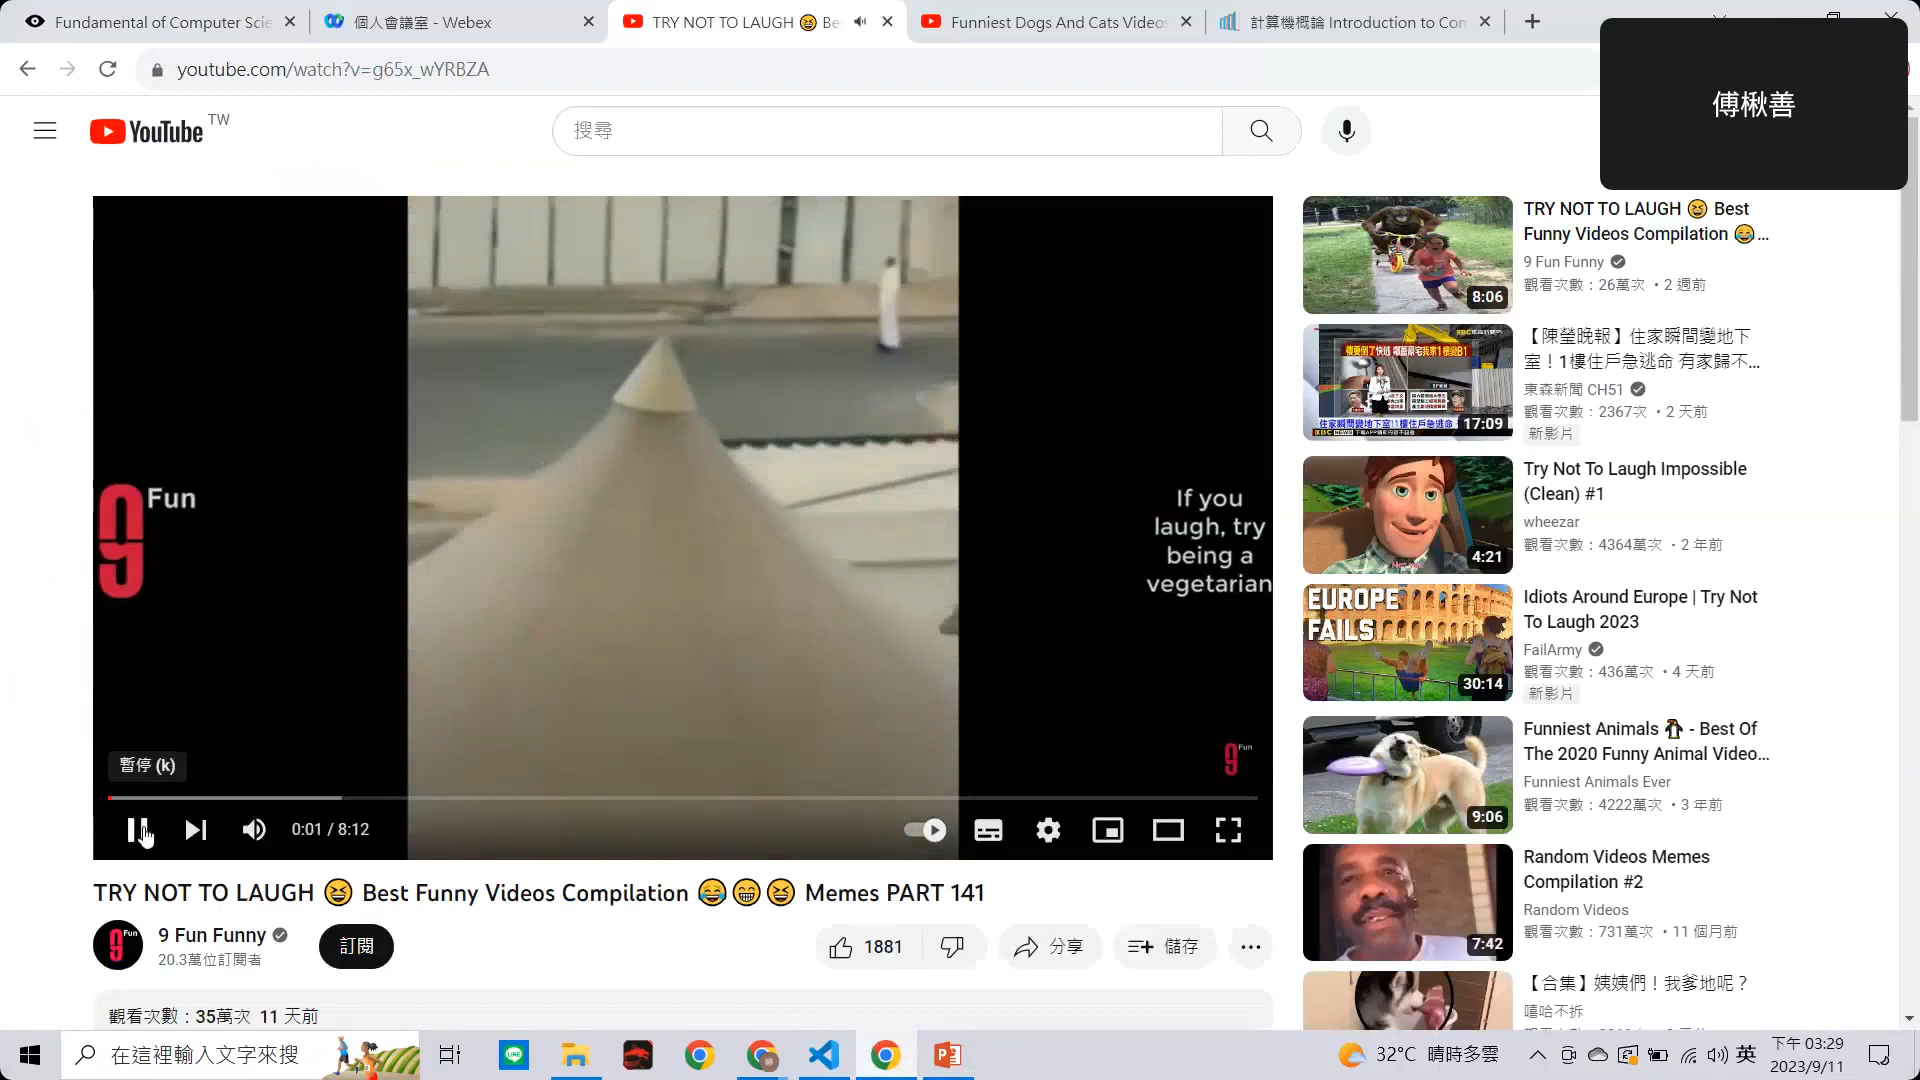 Fundamental of Computer Scie
個人會議室 - Webex
TRY NOT TO LAUGH 😆 Be
Funniest Dogs And Cats Videos
計算機概論 Introduction to Con
youtube.com/watch?v=g65x_wYRBZA
傅楸善
YouTube TW
搜尋
9 Fun
If you
laugh, try
being a
vegetarian
9 Fun
暫停 (k)
0:01 / 8:12
TRY NOT TO LAUGH 😆 Best Funny Videos Compilation 😂😁😆 Memes PART 141
9 Fun
9 Fun Funny
20.3萬位訂閱者
訂閱
1881
分享
儲存
觀看次數：35萬次 11 天前
8:06
TRY NOT TO LAUGH 😆 Best
Funny Videos Compilation 😂...
9 Fun Funny
觀看次數：26萬次 · 2 週前
17:09
【陳瑩晚報】住家瞬間變地下
室！1樓住戶急逃命 有家歸不...
東森新聞 CH51
觀看次數：2367次 · 2 天前
新影片
4:21
Try Not To Laugh Impossible
(Clean) #1
wheezar
觀看次數：4364萬次 · 2 年前
EUROPE
FAILS
30:14
Idiots Around Europe | Try Not
To Laugh 2023
FailArmy
觀看次數：436萬次 · 4 天前
新影片
9:06
Funniest Animals 🐧 - Best Of
The 2020 Funny Animal Video...
Funniest Animals Ever
觀看次數：4222萬次 · 3 年前
7:42
Random Videos Memes
Compilation #2
Random Videos
觀看次數：731萬次 · 11 個月前
【合集】姨姨們！我爹地呢？
嘻哈不拆
在這裡輸入文字來搜
32°C 晴時多雲
英
下午 03:29
2023/9/11